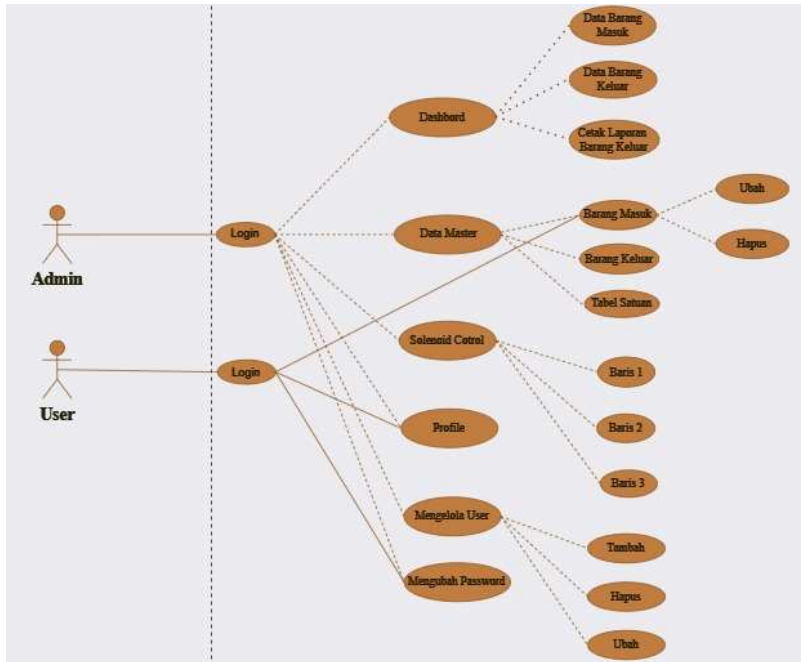 Data Barang
Masuk
Data Barang
Keluar
Dashbord
Cetak Laporan
Barang Keluar
Ubah
Barang Masuk
Login
Data Master
Hapus
Admin
Barang Keluar
Tabel Satuan
Solenoid Cotrol
Login
Baris 1
User
Profile
Baris 2
Baris 3
Mengelola User
Tambah
Mengubah Password
Hapus
Ubah